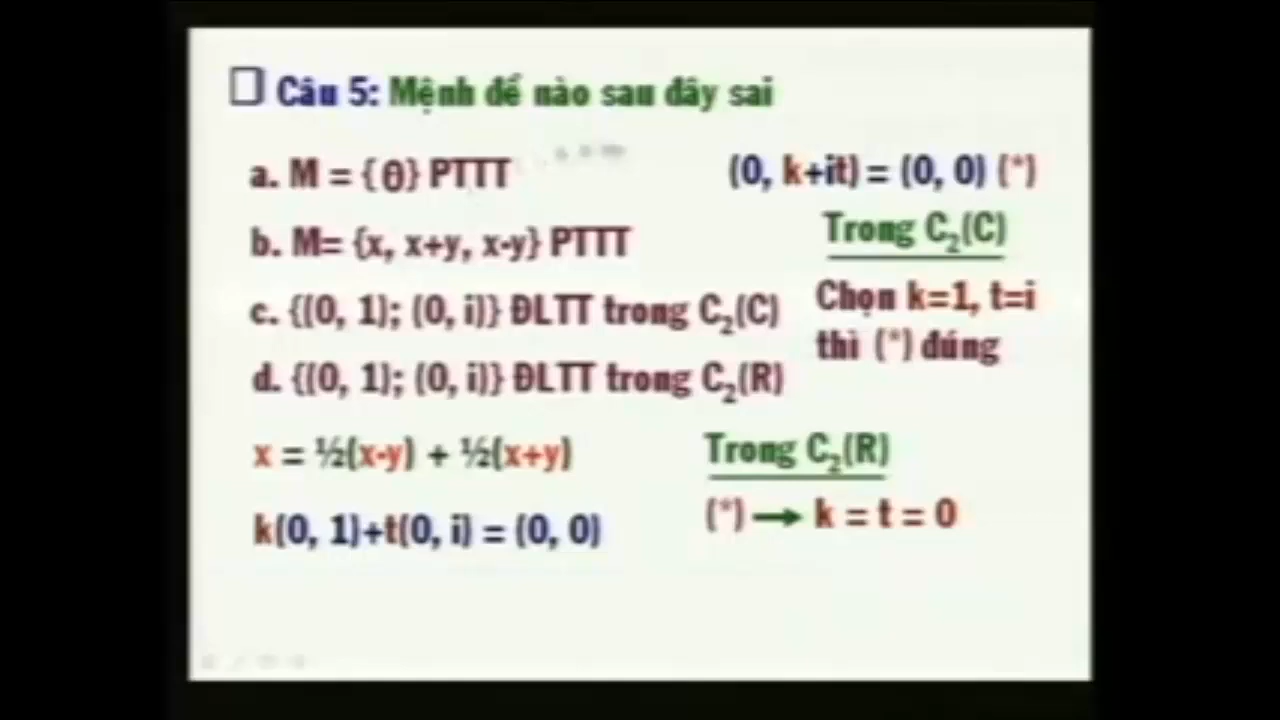 Câu 5: Mệnh đề nào sau đây sai
a. M = {θ} PTTT
b. M= {x, x+y, x-y} PTTT
c. {(0, 1); (0, i)} ĐLTT trong C₂(C)
d. {(0, 1); (0, i)} ĐLTT trong C₂(R)
x = ½(x-y) + ½(x+y)
k(0, 1)+t(0, i) = (0, 0)
(0, k+it) = (0, 0) (*)
Trong C₂(C)
Chọn k=1, t=i
thì (*) đúng
Trong C₂(R)
(*) → k = t = 0